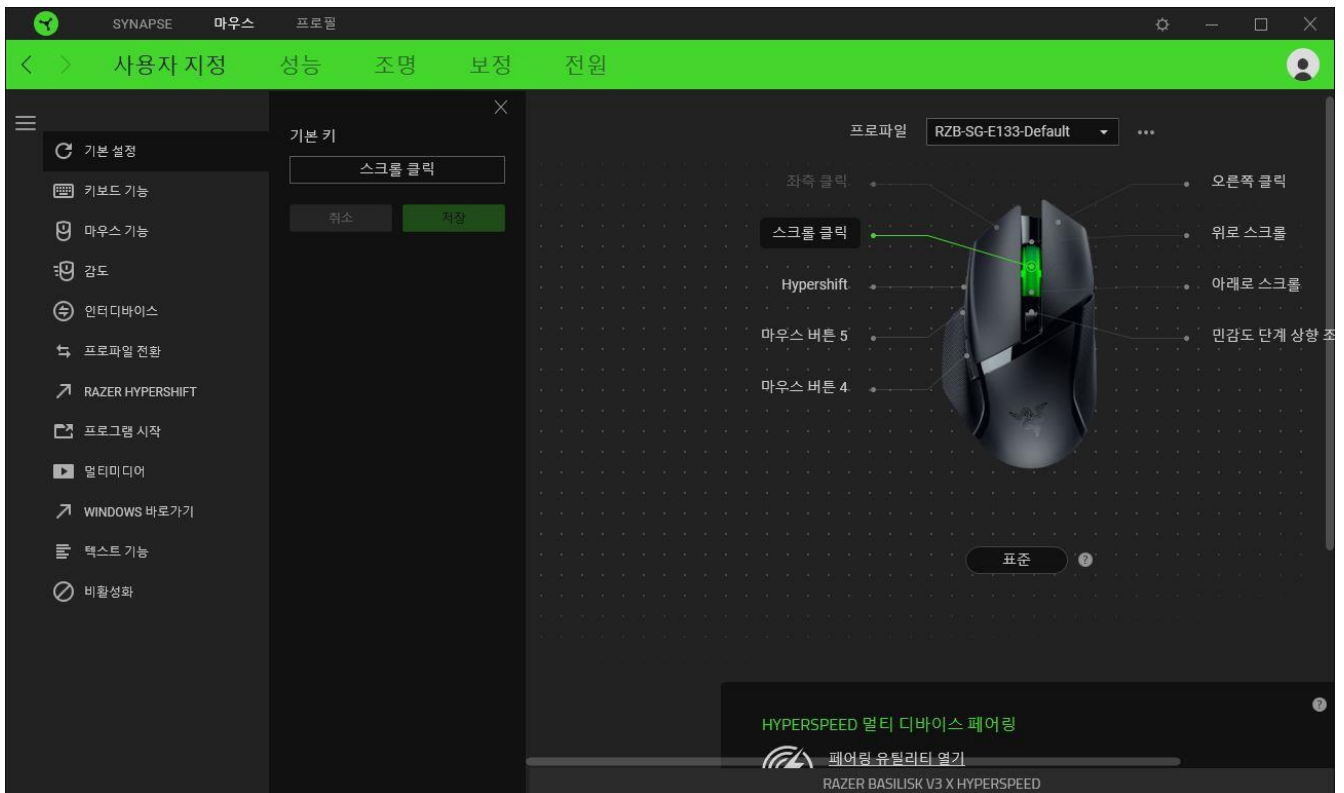 SYNAPSE 마우스 프로필
사용자 지정 성능 조명 보정 전원
기본 설정
키보드 기능
마우스 기능
감도
인터디바이스
프로파일 전환
RAZER HYPERSHIFT
프로그램 시작
멀티미디어
WINDOWS 바로가기
텍스트 기능
비활성화
기본 키
스크롤 클릭
취소 저장
프로파일 RZB-SG-E133-Default
좌측 클릭
스크롤 클릭
Hypershift
마우스 버튼 5
마우스 버튼 4
오른쪽 클릭
위로 스크롤
아래로 스크롤
민감도 단계 상향 조
표준 ?
?
HYPERSPEED 멀티 디바이스 페어링
페어링 유틸리티 열기
RAZER BASILISK V3 X HYPERSPEED